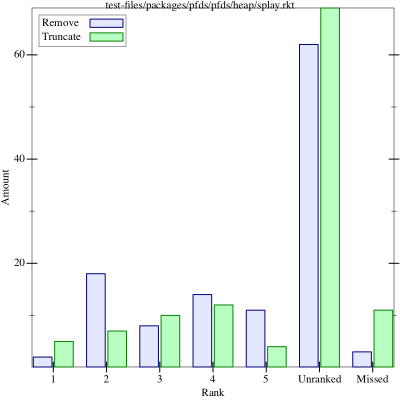 test-files/packages/pfds/pfds/heap/splay.rkt
Remove
Truncate
60
40
20
Amount
1 2 3 4 5 Unranked Missed
Rank